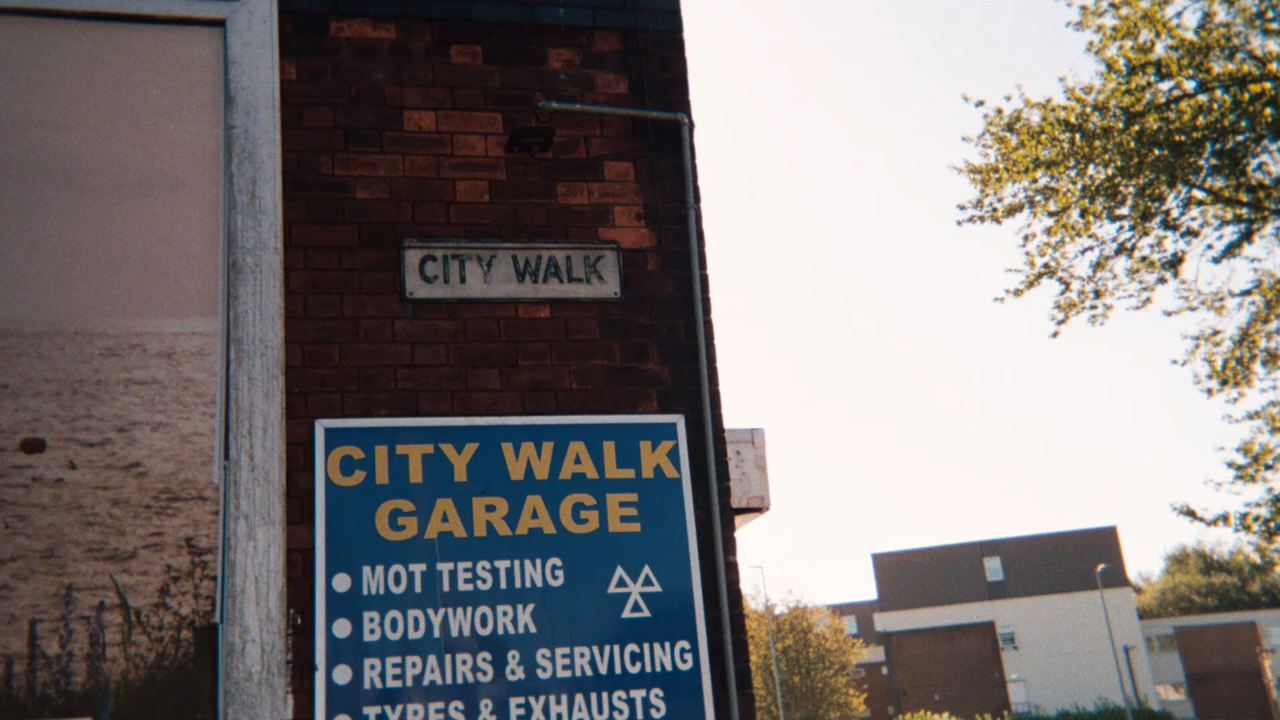 CITY WALK
CITY WALK
GARAGE
• MOT TESTING
• BODYWORK
• REPAIRS & SERVICING
• TYRES & EXHAUSTS